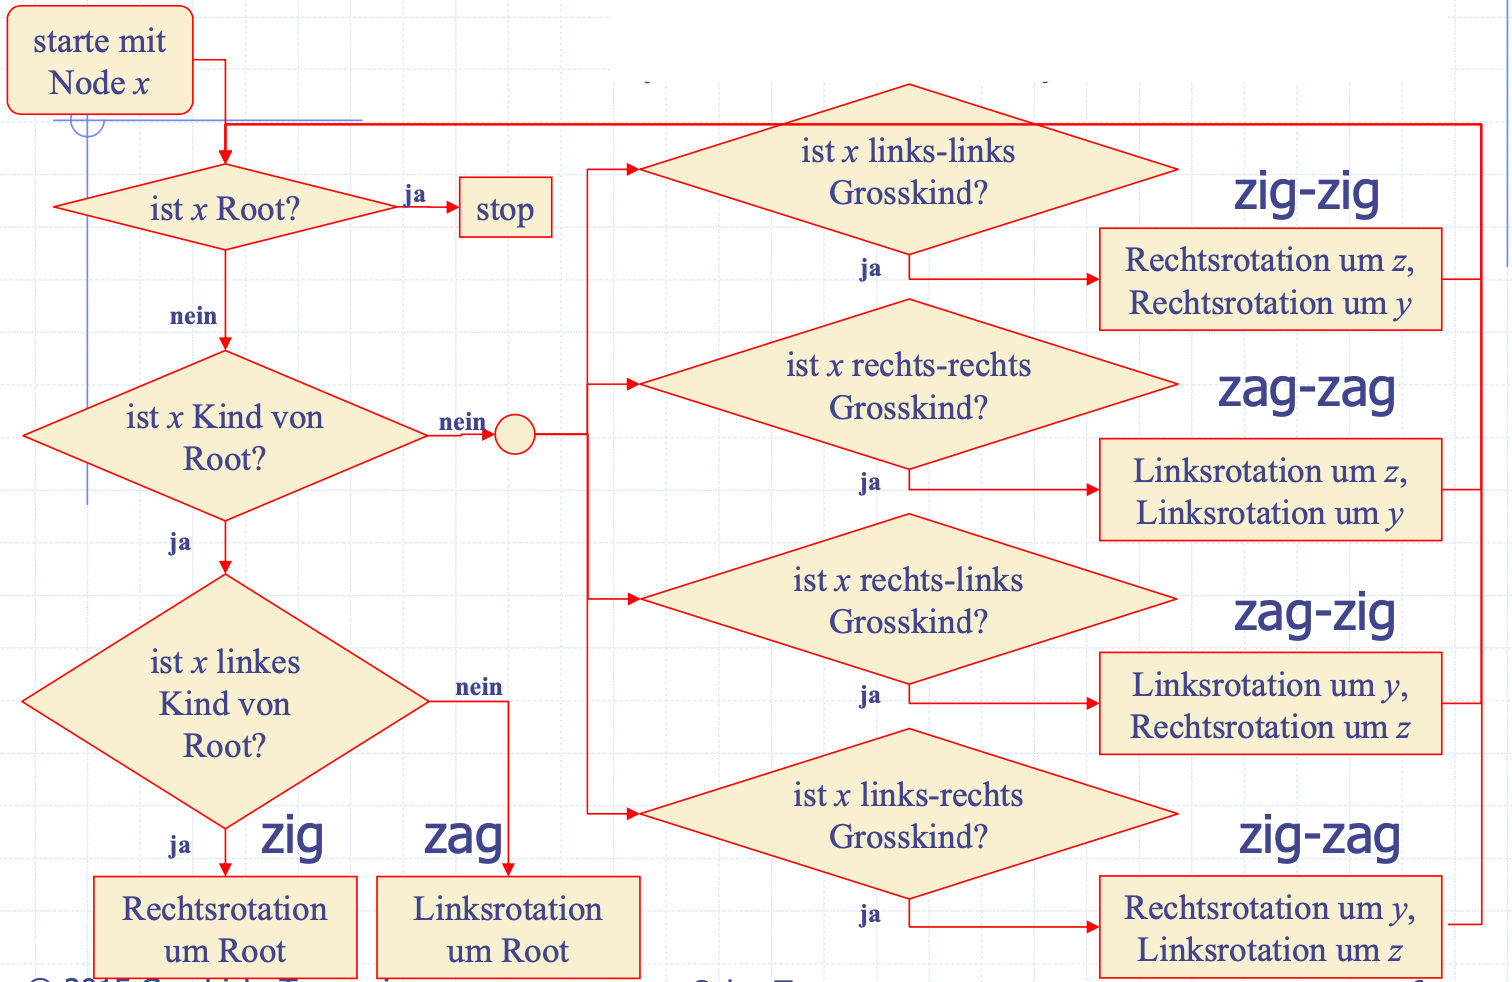 starte mit
Node x
ist x Root?
ja
stop
nein
ist x Kind von
Root?
nein
ja
ist x linkes
Kind von
Root?
nein
ja
zig
zag
Rechtsrotation
um Root
Linksrotation
um Root
ist x links-links
Grosskind?
zig-zig
ja
Rechtsrotation um z,
Rechtsrotation um y
ist x rechts-rechts
Grosskind?
zag-zag
ja
Linksrotation um z,
Linksrotation um y
ist x rechts-links
Grosskind?
zag-zig
ja
Linksrotation um y,
Rechtsrotation um z
ist x links-rechts
Grosskind?
zig-zag
ja
Rechtsrotation um y,
Linksrotation um z